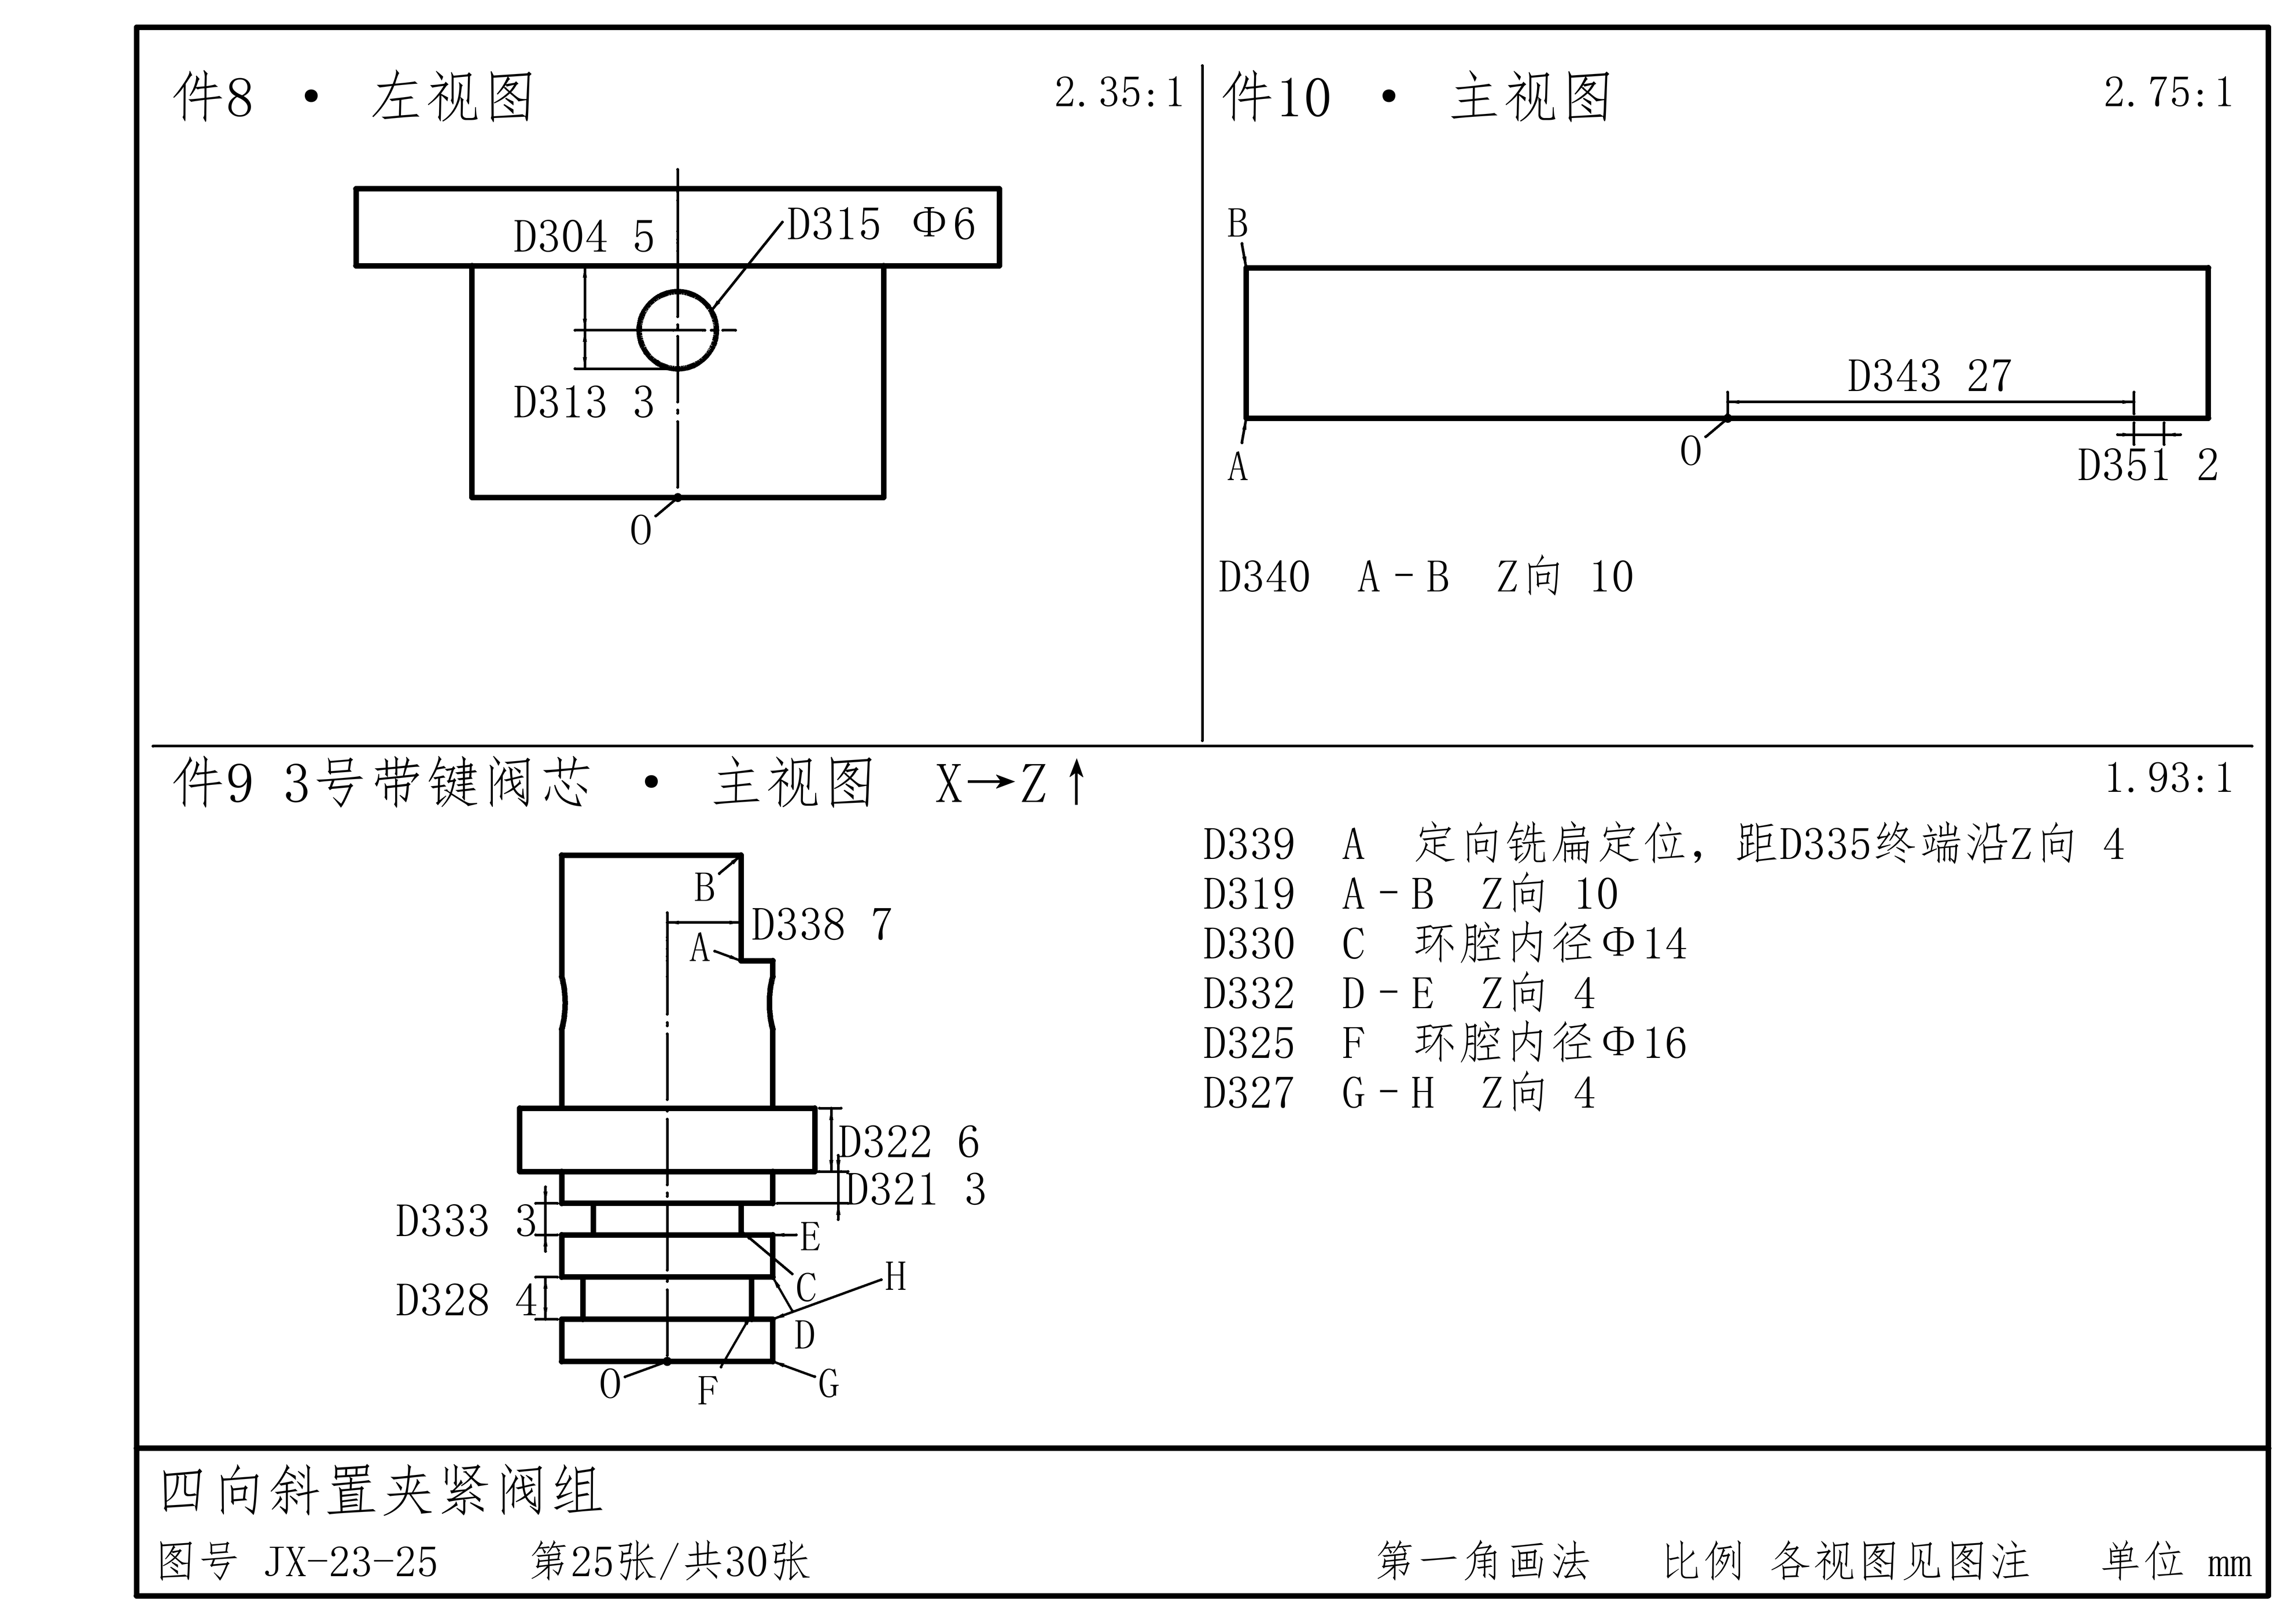 件8 · 左视图 2.35:1
D304 5
D315 Φ6
D313 3
O
件10 · 主视图 2.75:1
B
D343 27
O
A
D351 2
D340 A-B Z向 10
件9 3号带键阀芯 · 主视图 X→Z↑ 1.93:1
B
D338 7
A
D322 6
D321 3
D333 3
E
C
H
D328 4
D
O
F
G
D339 A 定向铣扁定位，距D335终端沿Z向 4
D319 A-B Z向 10
D330 C 环腔内径Φ14
D332 D-E Z向 4
D325 F 环腔内径Φ16
D327 G-H Z向 4
四向斜置夹紧阀组
图号 JX-23-25 第25张/共30张 第一角画法 比例 各视图见图注 单位 mm